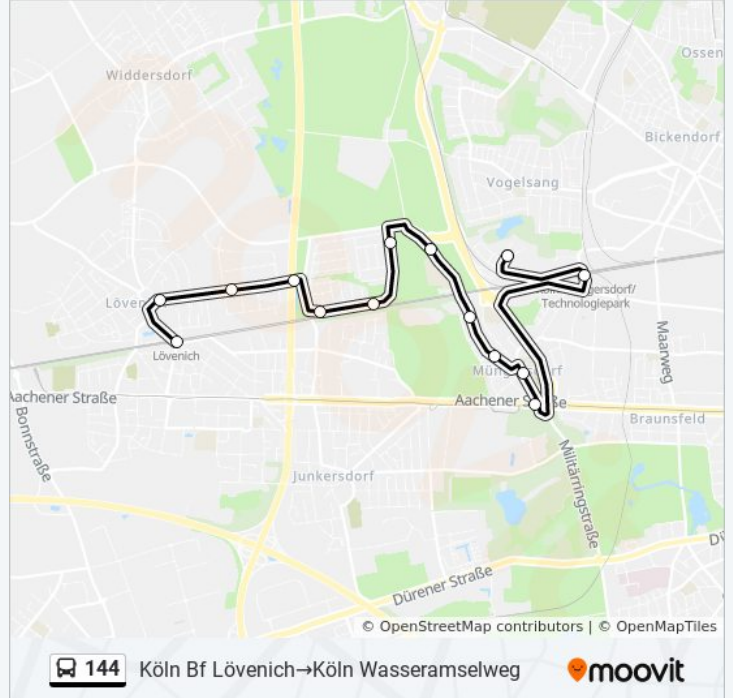 Widdersdorf
Ossen
Bickendorf
Vogelsang
Löven
gersdorf/
Technologiepark
Lövenich
Maarweg
Aachener Straße
Bonnstraße
Aachener Straße
Braunsfeld
Junkersdorf
Militärringstraße
Dürener Straße
© OpenStreetMap contributors | © OpenMapTiles
144 Köln Bf Lövenich→Köln Wasseramselweg
moovit